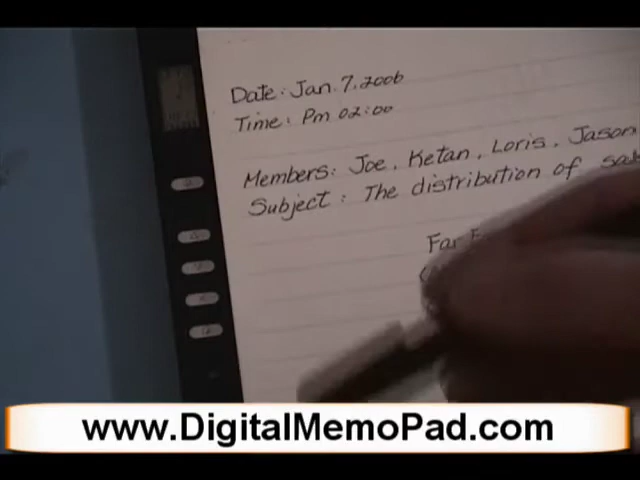 Date: Jan. 7, 2006
Time: Pm 02:00
Members: Joe, Ketan, Loris, Jason
Subject: The distribution of
Far
www.DigitalMemoPad.com